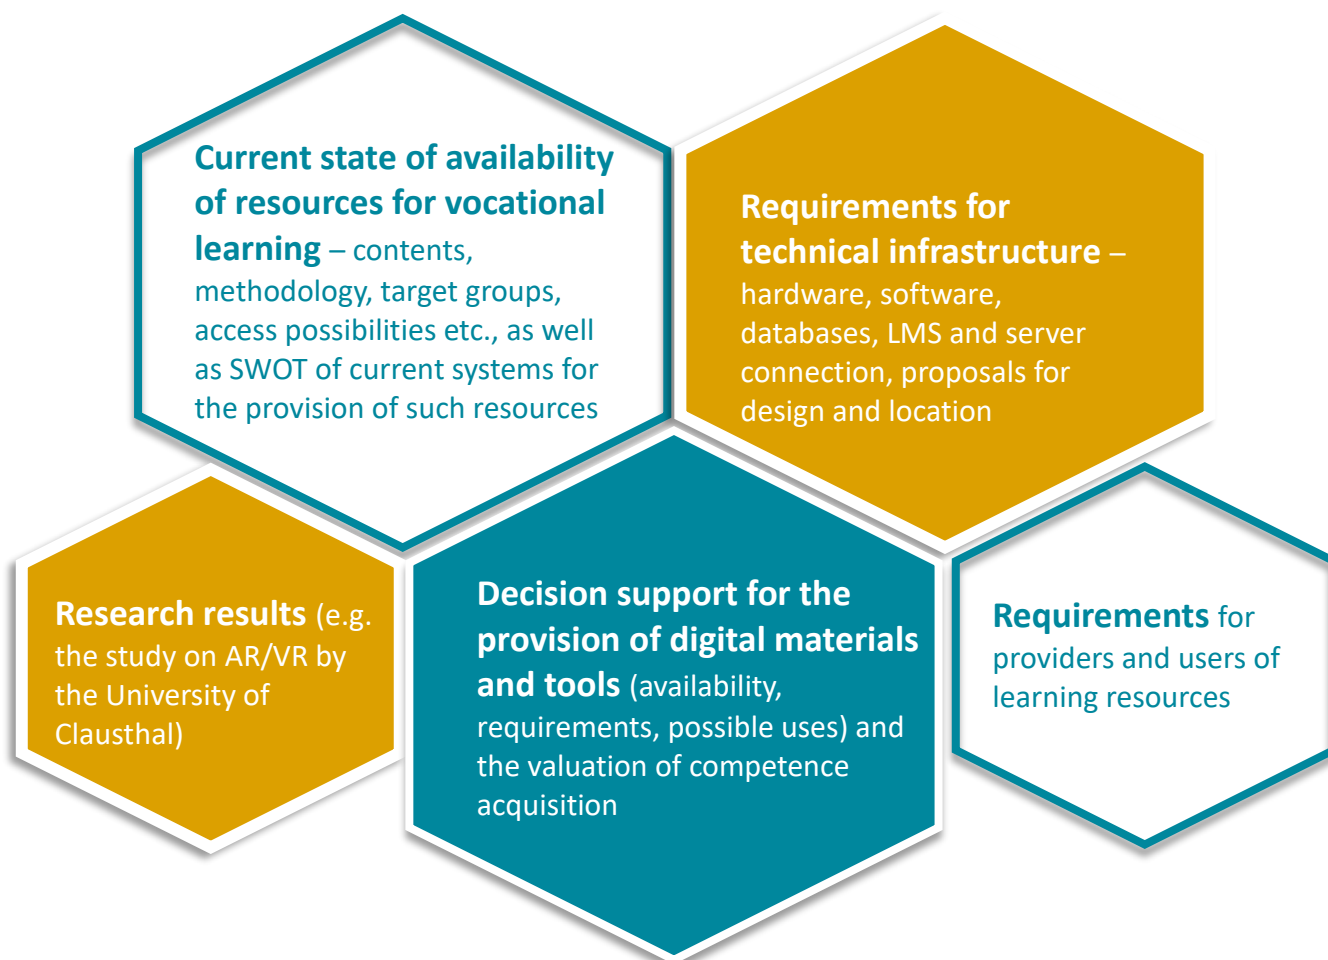 Current state of availability
of resources for vocational
learning – contents,
methodology, target groups,
access possibilities etc., as well
as SWOT of current systems for
the provision of such resources
Requirements for
technical infrastructure –
hardware, software,
databases, LMS and server
connection, proposals for
design and location
Research results (e.g.
the study on AR/VR by
the University of
Clausthal)
Decision support for the
provision of digital materials
and tools (availability,
requirements, possible uses) and
the valuation of competence
acquisition
Requirements for
providers and users of
learning resources